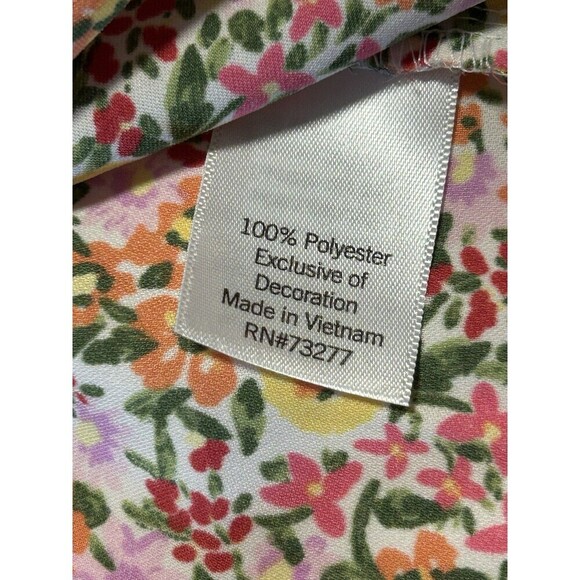 100% Polyester
Exclusive of
Decoration
Made in Vietnam
RN#73277